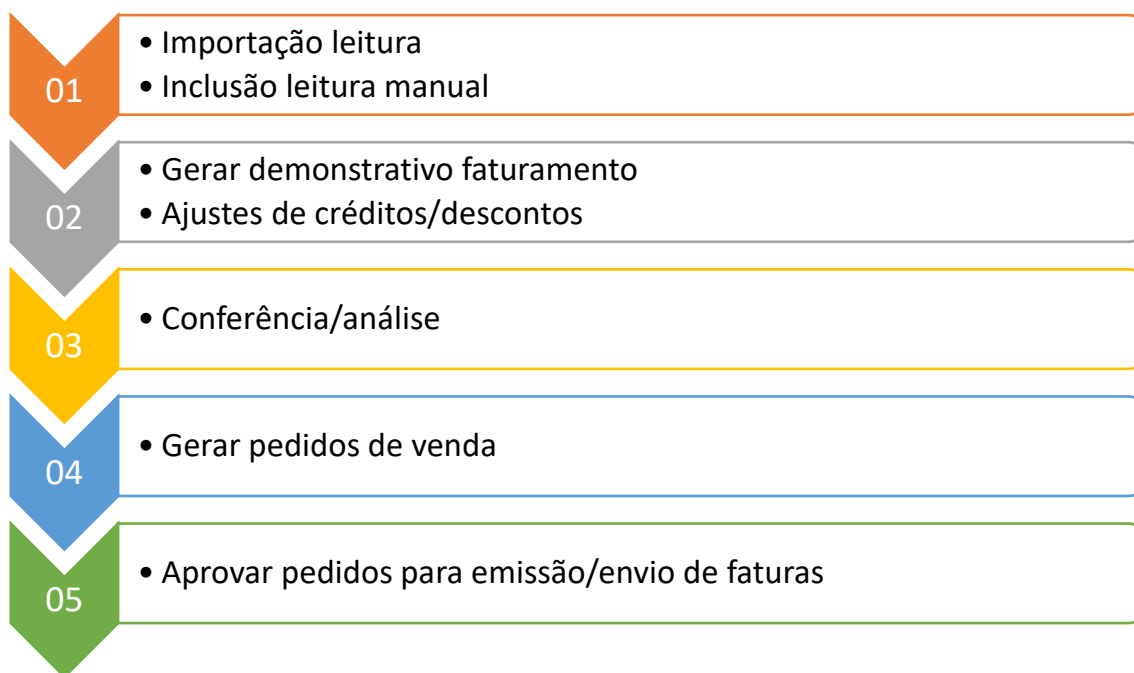 01
• Importação leitura
• Inclusão leitura manual
02
• Gerar demonstrativo faturamento
• Ajustes de créditos/descontos
03
• Conferência/análise
04
• Gerar pedidos de venda
05
• Aprovar pedidos para emissão/envio de faturas